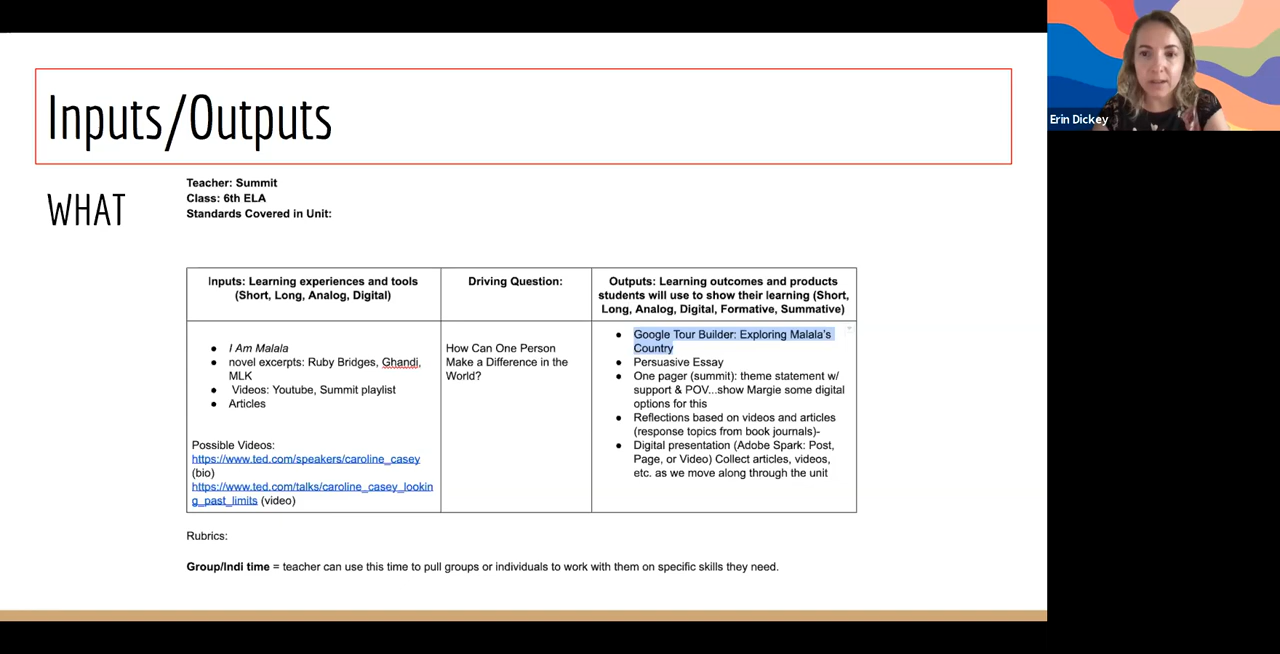 Inputs/Outputs
WHAT
Teacher: Summit
Class: 6th ELA
Standards Covered in Unit:
Inputs: Learning experiences and tools
(Short, Long, Analog, Digital)
Driving Question:
Outputs: Learning outcomes and products
students will use to show their learning (Short,
Long, Analog, Digital, Formative, Summative)
● I Am Malala
● novel excerpts: Ruby Bridges, Ghandi,
MLK
● Videos: Youtube, Summit playlist
● Articles
Possible Videos:
https://www.ted.com/speakers/caroline_casey
(bio)
https://www.ted.com/talks/caroline_casey_lookin
g_past_limits (video)
How Can One Person
Make a Difference in the
World?
● Google Tour Builder: Exploring Malala's
Country
● Persuasive Essay
● One pager (summit): theme statement w/
support & POV...show Margie some digital
options for this
● Reflections based on videos and articles
(response topics from book journals)-
● Digital presentation (Adobe Spark: Post,
Page, or Video) Collect articles, videos,
etc. as we move along through the unit
Rubrics:
Group/Indi time = teacher can use this time to pull groups or individuals to work with them on specific skills they need.
Erin Dickey